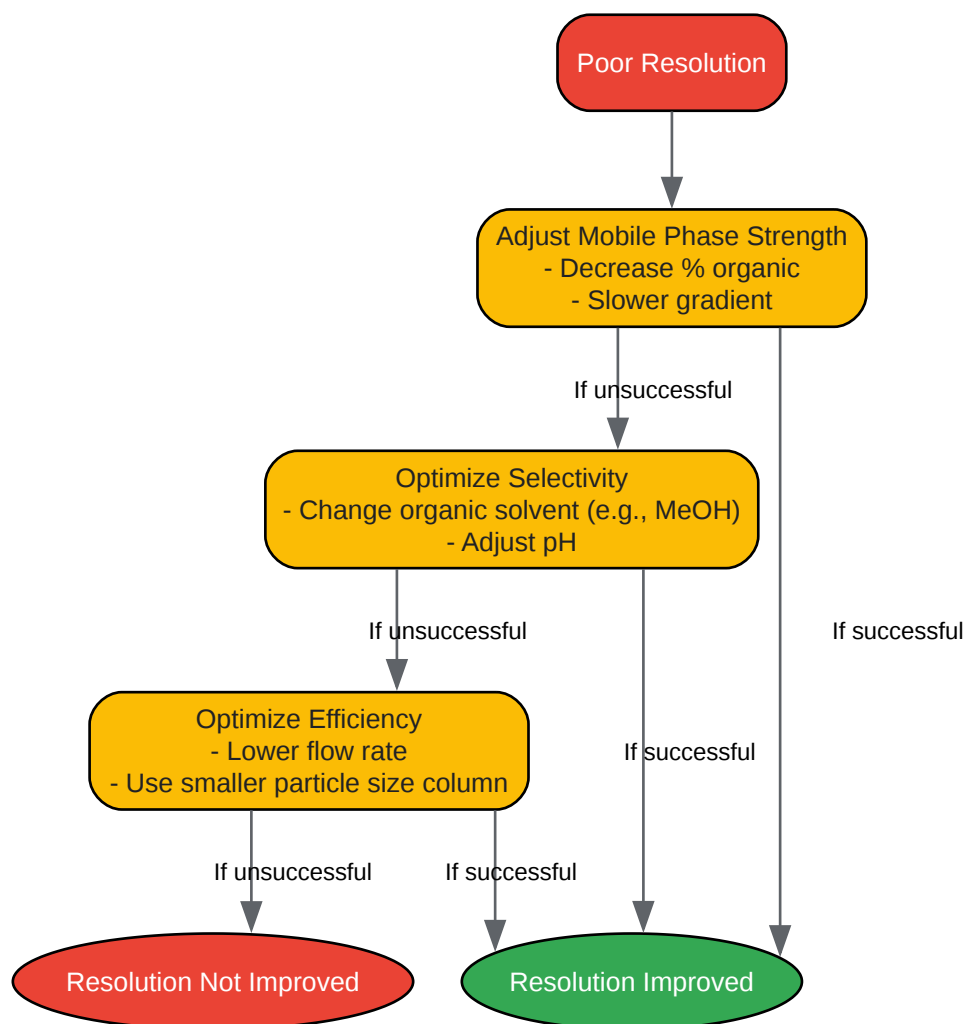 Poor Resolution
Adjust Mobile Phase Strength
- Decrease % organic
- Slower gradient
If unsuccessful
Optimize Selectivity
- Change organic solvent (e.g., MeOH)
- Adjust pH
If unsuccessful
If successful
Optimize Efficiency
- Lower flow rate
- Use smaller particle size column
If successful
If unsuccessful
If successful
Resolution Not Improved
Resolution Improved